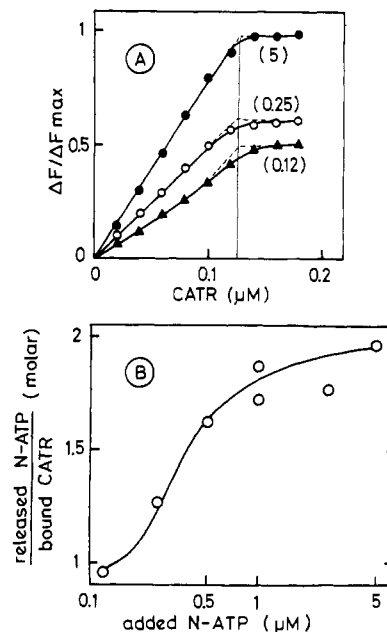 A
1
0.5
0
ΔF/ΔF max
(5)
(0.25)
(0.12)
0
0.1
0.2
CATR (μM)
B
2
1.5
1
released N-ATP (molar)
bound CATR
0.1
0.5
1
5
added N-ATP (μM)